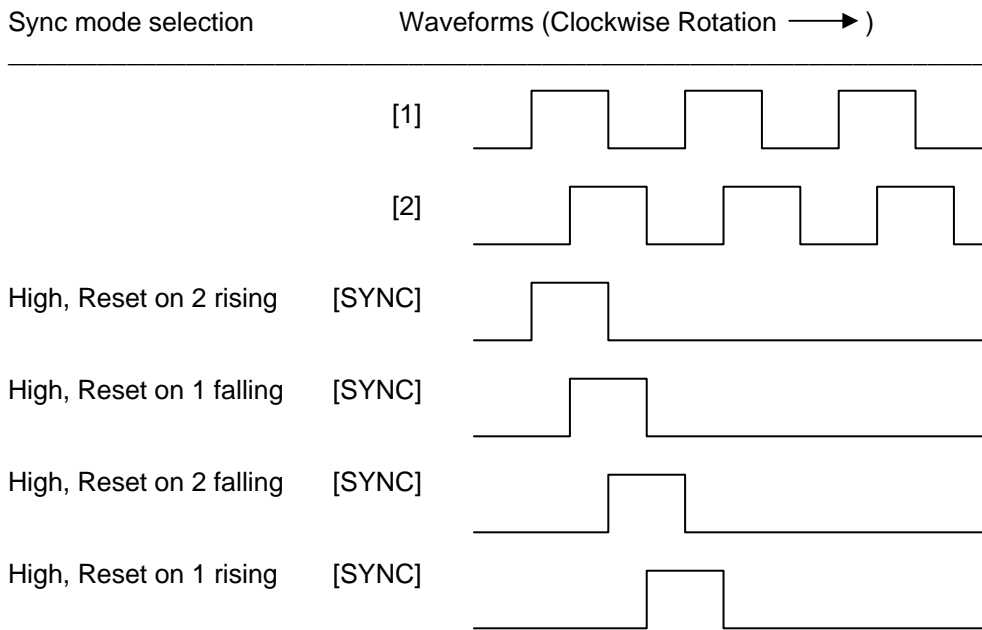 Sync mode selection Waveforms (Clockwise Rotation ⟶ )
[1]
[2]
High, Reset on 2 rising [SYNC]
High, Reset on 1 falling [SYNC]
High, Reset on 2 falling [SYNC]
High, Reset on 1 rising [SYNC]